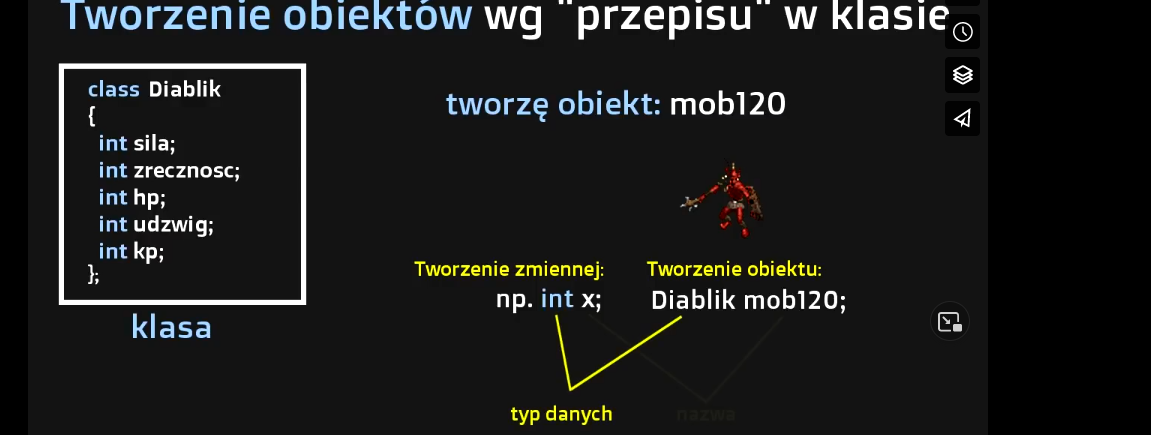 Tworzenie obiektów wg "przepisu" w klasie
class Diablik
{
int sila;
int zrecznosc;
int hp;
int udzwig;
int kp;
};
klasa
tworzę obiekt: mob120
Tworzenie zmiennej:
np. int x;
Tworzenie obiektu:
Diablik mob120;
typ danych
nazwa